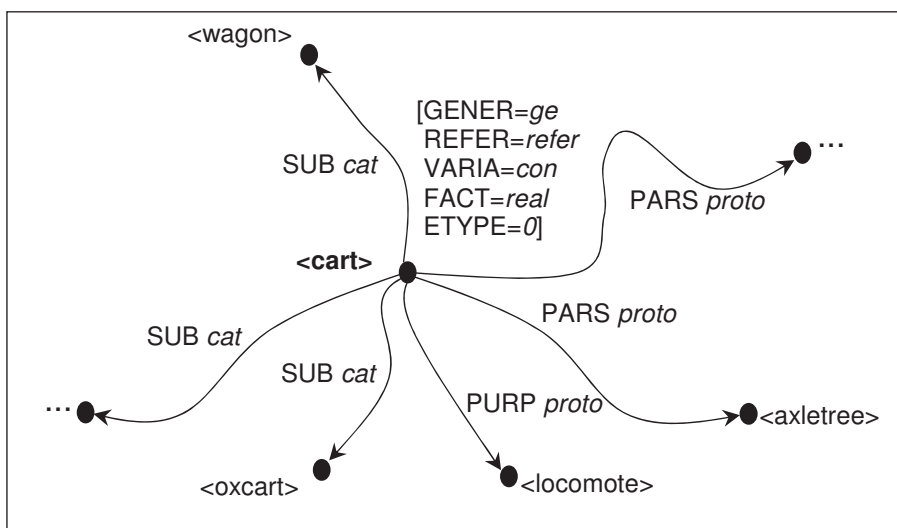 <wagon>
[GENER=ge
REFER=refer
VARIA=con
FACT=real
ETYPE=0]
...
SUB cat
PARS proto
<cart>
PARS proto
SUB cat
SUB cat
PURP proto
...
<axletree>
<oxcart>
<locomote>